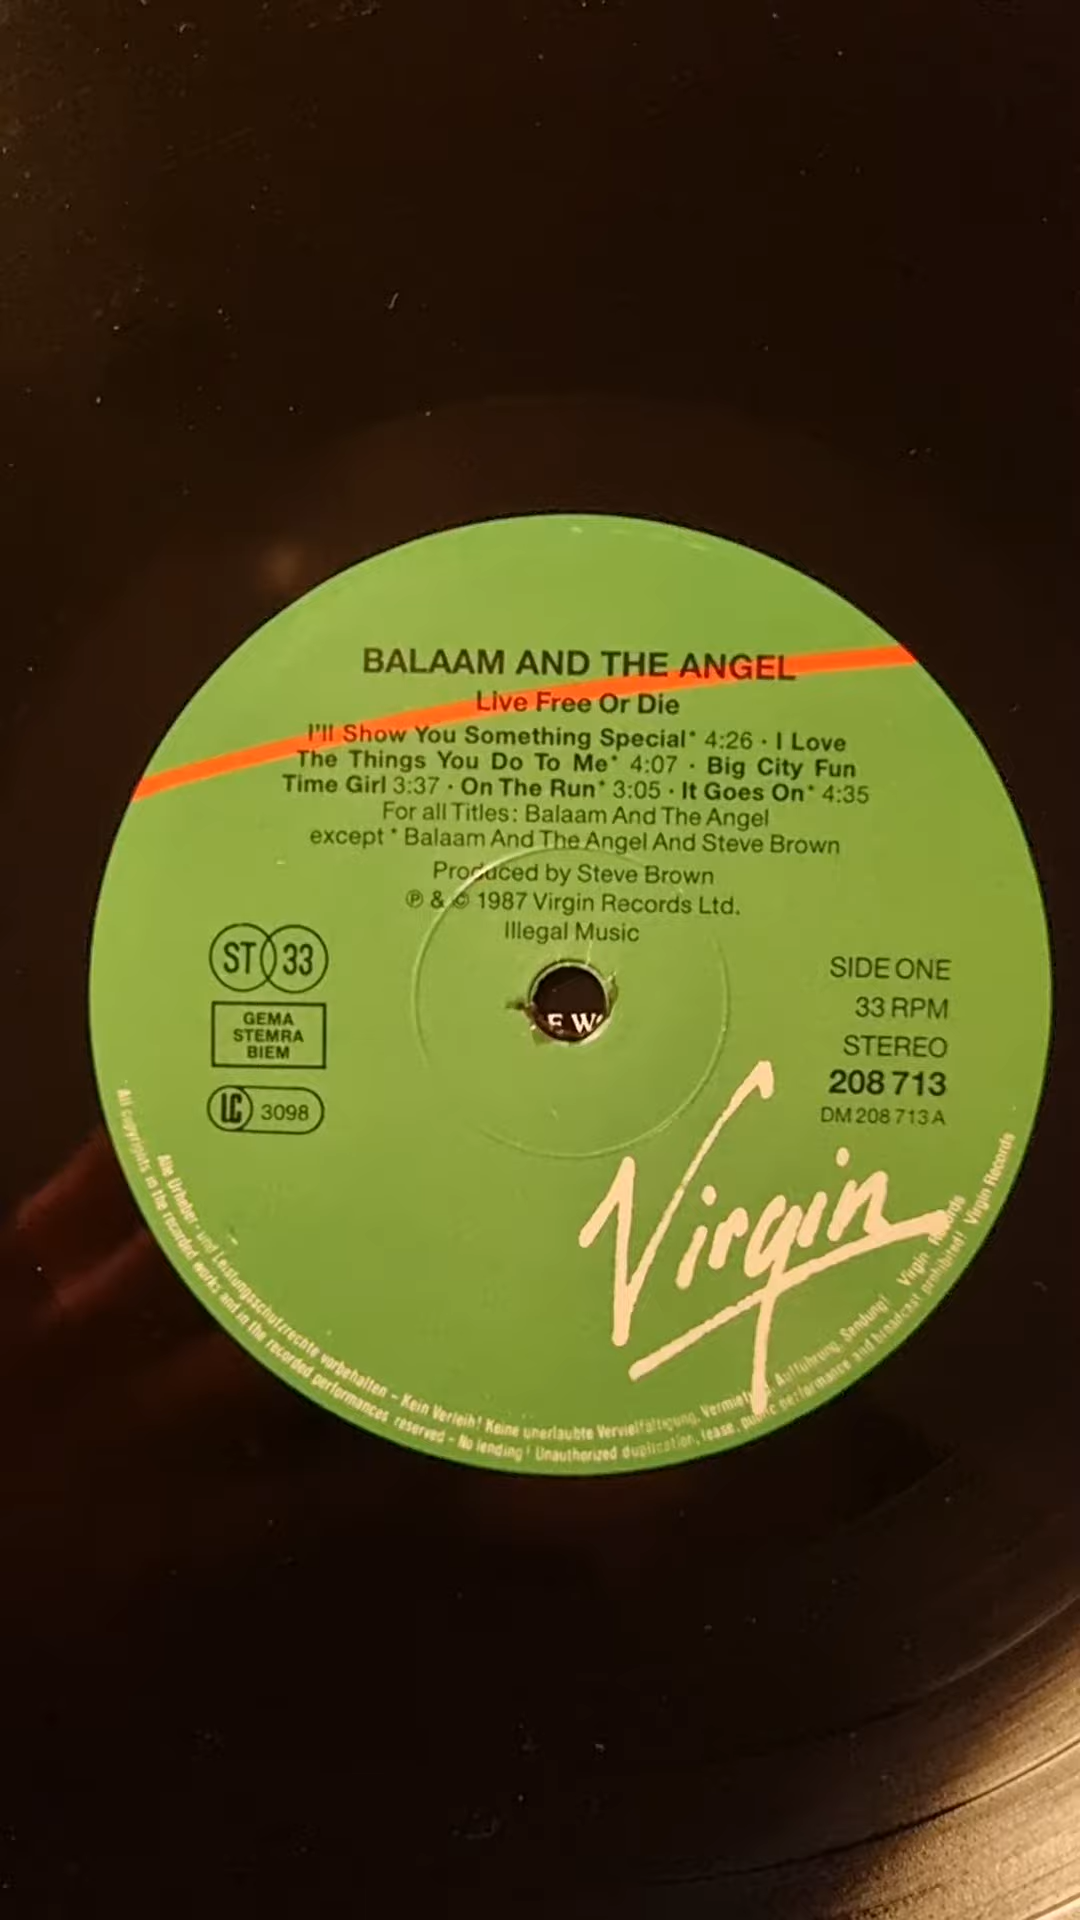 BALAAM AND THE ANGEL
Live Free Or Die
I'll Show You Something Special* 4:26 · I Love
The Things You Do To Me* 4:07 · Big City Fun
Time Girl 3:37 · On The Run* 3:05 · It Goes On* 4:35
For all Titles: Balaam And The Angel
except * Balaam And The Angel And Steve Brown
Produced by Steve Brown
℗ & © 1987 Virgin Records Ltd.
Illegal Music
ST 33
GEMA
STEMRA
BIEM
LC 3098
SIDE ONE
33 RPM
STEREO
208 713
DM 208 713 A
Virgin
Alle Urheber- und Leistungsschutzrechte vorbehalten – Kein Verleih! Keine unerlaubte Vervielfältigung, Vermietung, Aufführung, Sendung! Virgin Records
All copyrights in the recorded works and in the recorded performances reserved – No lending! Unauthorized duplication, lease, public performance and broadcast prohibited! Virgin Records